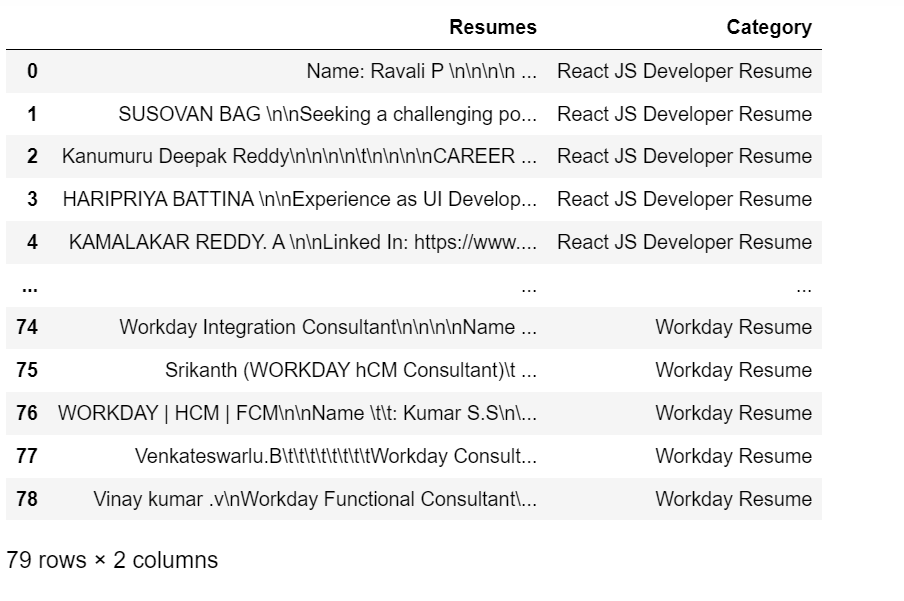 Resumes Category
0 Name: Ravali P \n\n\n\n ... React JS Developer Resume
1 SUSOVAN BAG \n\nSeeking a challenging po... React JS Developer Resume
2 Kanumuru Deepak Reddy\n\n\n\n\t\n\n\n\nCAREER ... React JS Developer Resume
3 HARIPRIYA BATTINA \n\nExperience as UI Develop... React JS Developer Resume
4 KAMALAKAR REDDY. A \n\nLinked In: https://www.... React JS Developer Resume
... ... ...
74 Workday Integration Consultant\n\n\n\nName ... Workday Resume
75 Srikanth (WORKDAY hCM Consultant)\t ... Workday Resume
76 WORKDAY | HCM | FCM\n\nName \t\t: Kumar S.S\n\... Workday Resume
77 Venkateswarlu.B\t\t\t\t\t\t\t\tWorkday Consult... Workday Resume
78 Vinay kumar .v\nWorkday Functional Consultant\... Workday Resume
79 rows × 2 columns